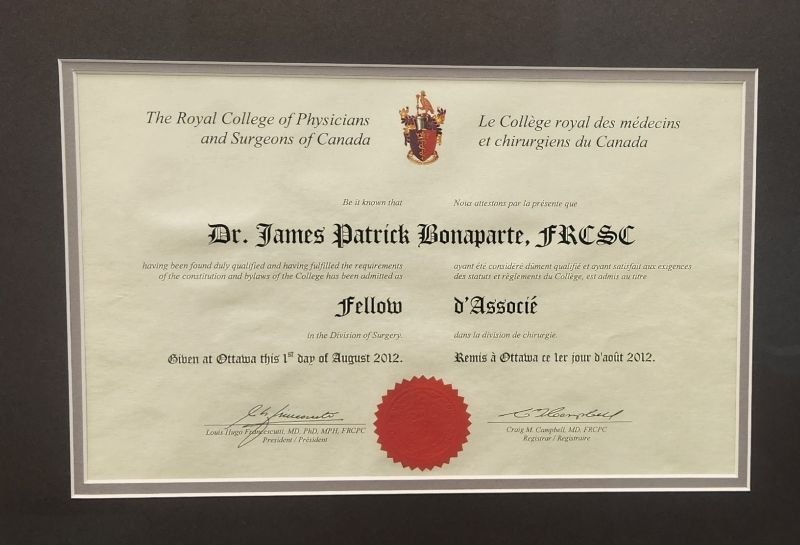 The Royal College of Physicians
and Surgeons of Canada
Le Collège royal des médecins
et chirurgiens du Canada
Be it known that
Nous attestons par la présente que
Dr. James Patrick Bonaparte, FRCSC
having been found duly qualified and having fulfilled the requirements
of the constitution and bylaws of the College has been admitted as
ayant été considéré dûment qualifié et ayant satisfait aux exigences
des statuts et règlements du Collège, est admis au titre
Fellow
d'Associé
in the Division of Surgery.
dans la division de chirurgie.
Given at Ottawa this 1st day of August 2012.
Remis à Ottawa ce 1er jour d'août 2012.
Louis Hugo Francescutti, MD, PhD, MPH, FRCPC
President / Président
Craig M. Campbell, MD, FRCPC
Registrar / Registraire